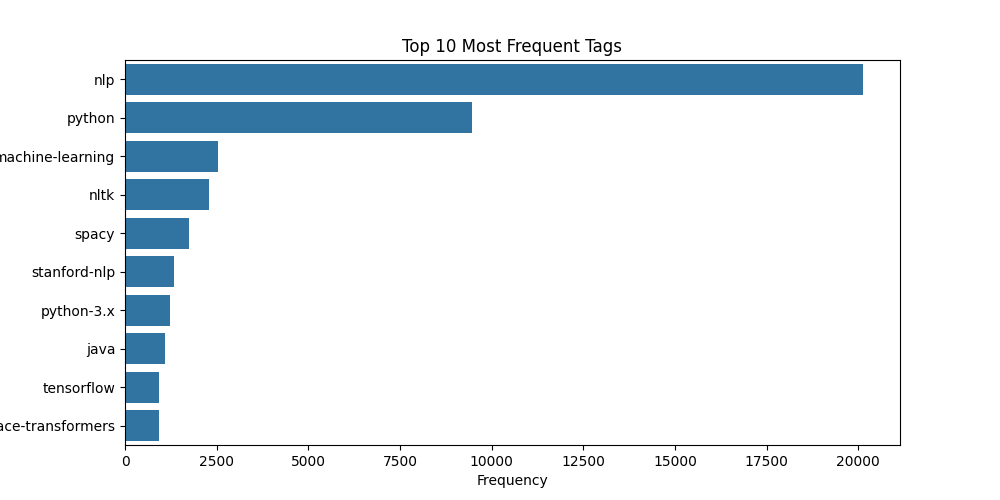 Top 10 Most Frequent Tags
nlp
python
machine-learning
nltk
spacy
stanford-nlp
python-3.x
java
tensorflow
ace-transformers
0 2500 5000 7500 10000 12500 15000 17500 20000
Frequency